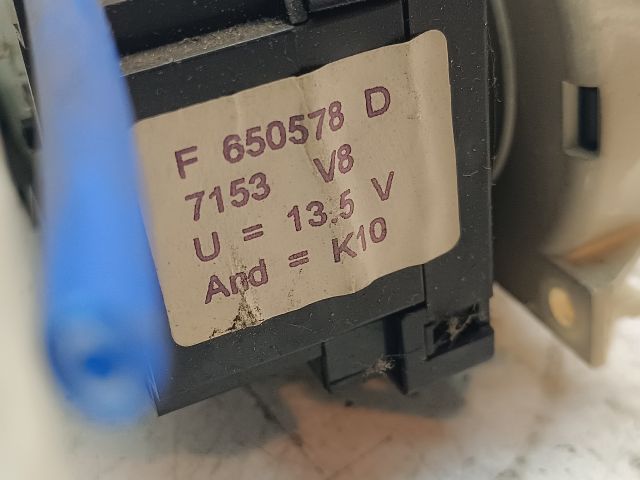 F 650578 D
7153 V8
U = 13.5 V
And = K10